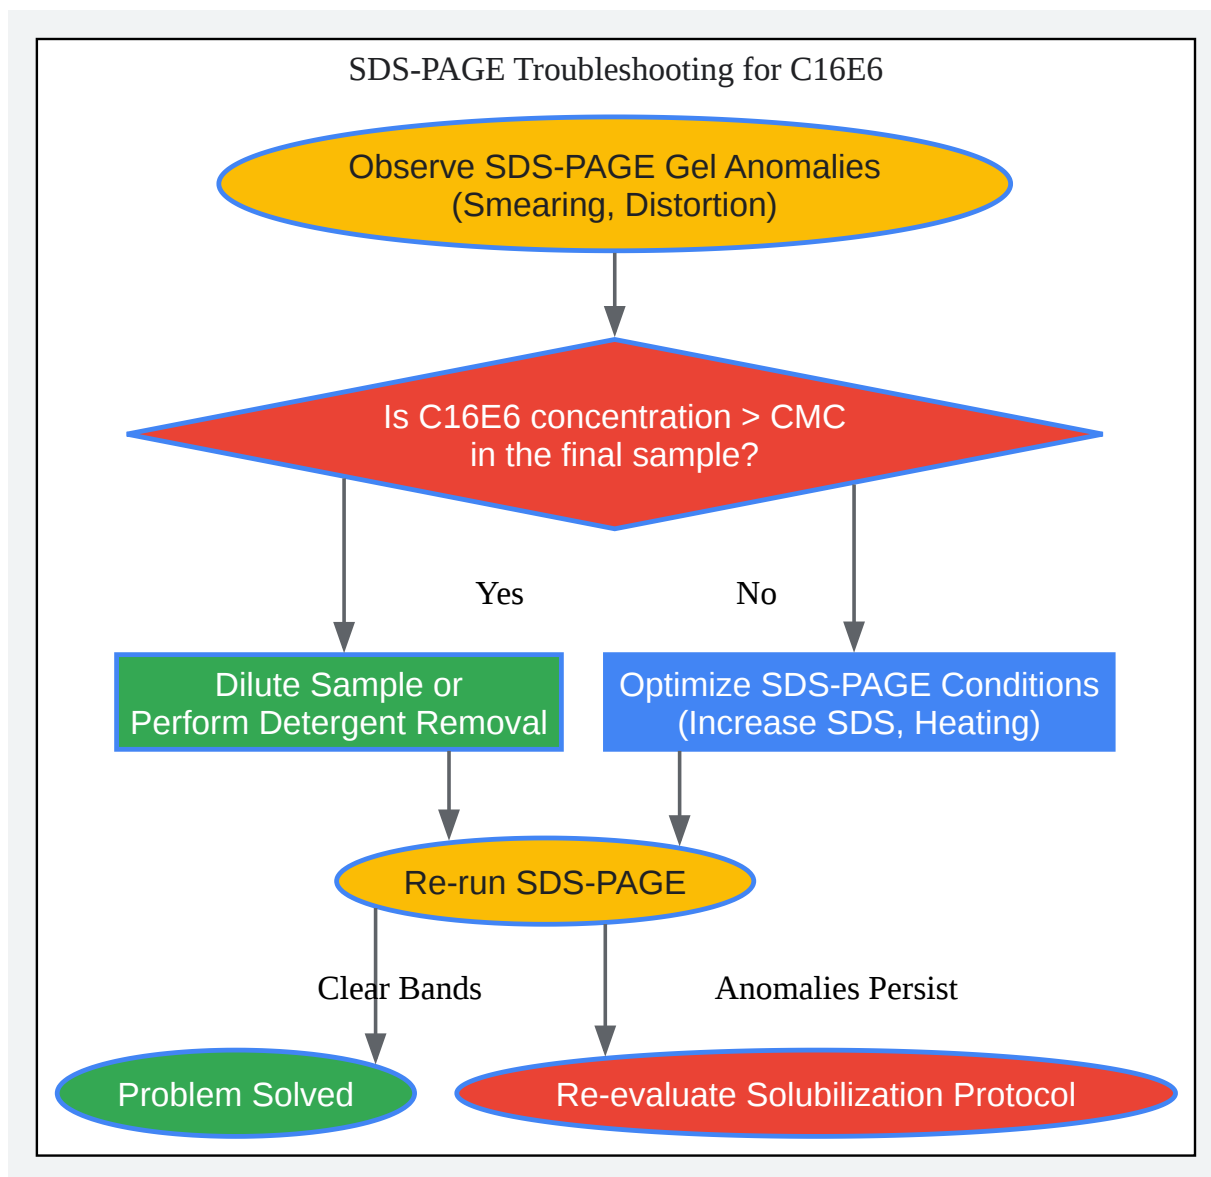 SDS-PAGE Troubleshooting for C16E6
Observe SDS-PAGE Gel Anomalies
(Smearing, Distortion)
Is C16E6 concentration > CMC
in the final sample?
Yes
No
Dilute Sample or
Perform Detergent Removal
Optimize SDS-PAGE Conditions
(Increase SDS, Heating)
Re-run SDS-PAGE
Clear Bands
Anomalies Persist
Problem Solved
Re-evaluate Solubilization Protocol